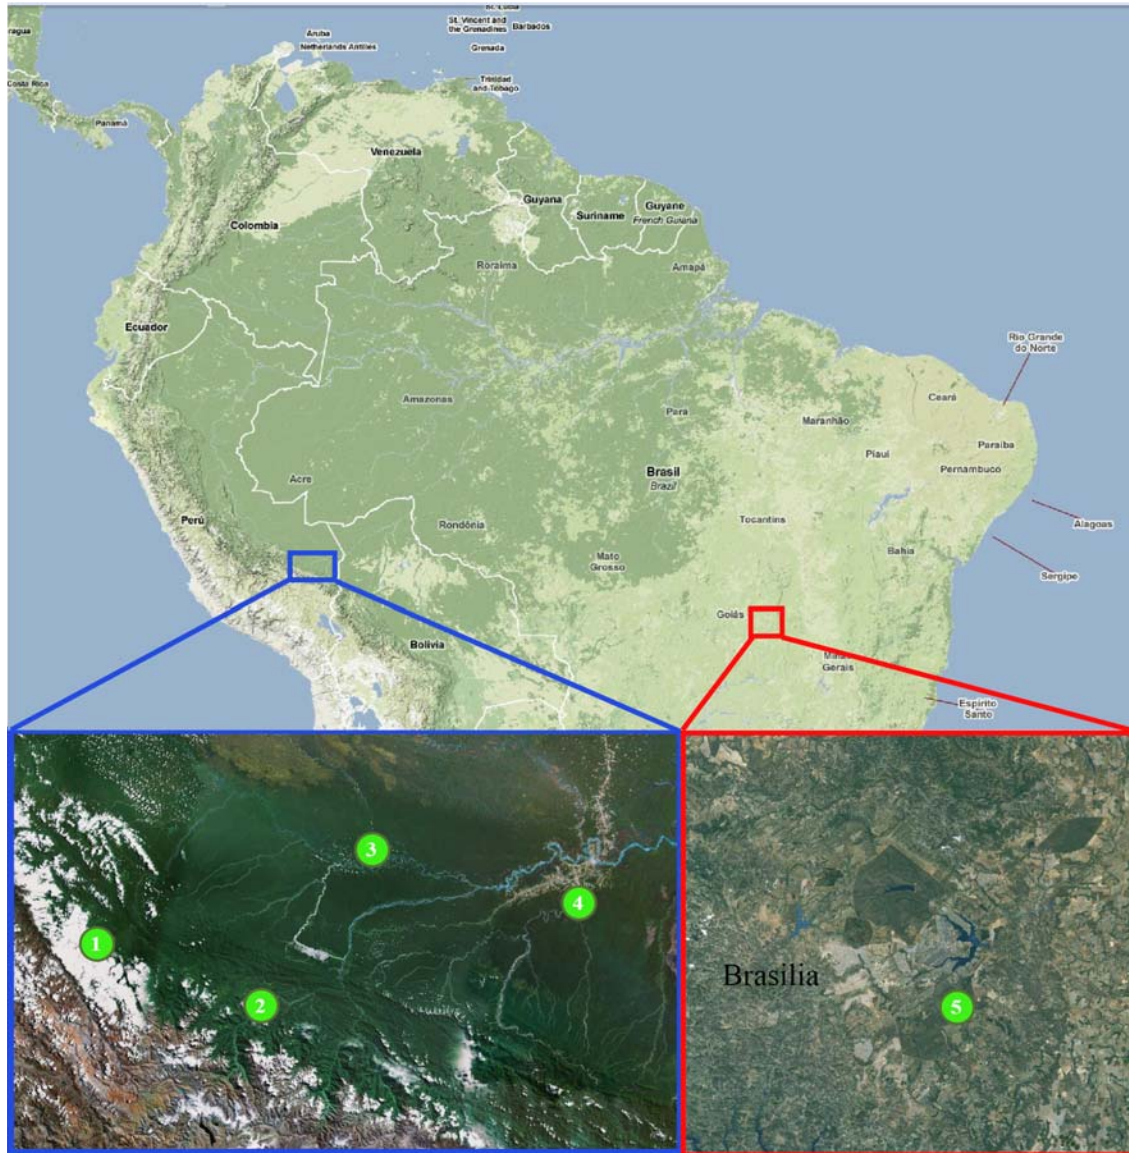 ragua
Costa Rica
Panamá
Aruba
Netherlands Antilles
St. Lucia
St. Vincent and
the Grenadines
Barbados
Grenada
Trinidad
and Tobago
Venezuela
Colombia
Guyana
Suriname
Guyane
French Guiana
Roraima
Amapá
Ecuador
Rio Grande
do Norte
Amazonas
Pará
Maranhão
Ceará
Piauí
Paraíba
Pernambuco
Brasil
Brazil
Acre
Perú
Rondônia
Tocantins
Alagoas
Mato
Grosso
Bahia
Sergipe
Goiás
Bolivia
Gerais
Espírito
Santo
1
2
3
4
Brasilia
5